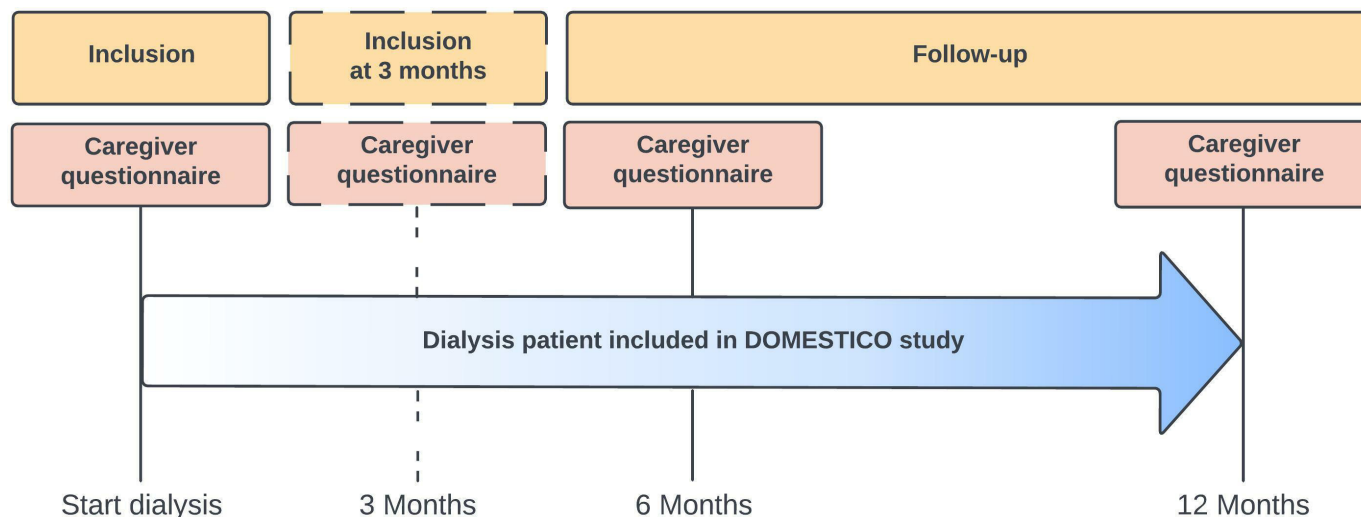 Inclusion
Inclusion
at 3 months
Follow-up
Caregiver
questionnaire
Caregiver
questionnaire
Caregiver
questionnaire
Caregiver
questionnaire
Dialysis patient included in DOMESTICO study
Start dialysis
3 Months
6 Months
12 Months